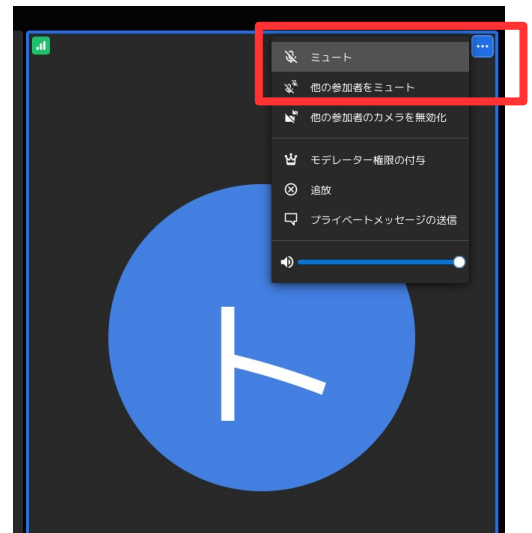 ミュート
他の参加者をミュート
他の参加者のカメラを無効化
モデレーター権限の付与
追放
プライベートメッセージの送信
ト